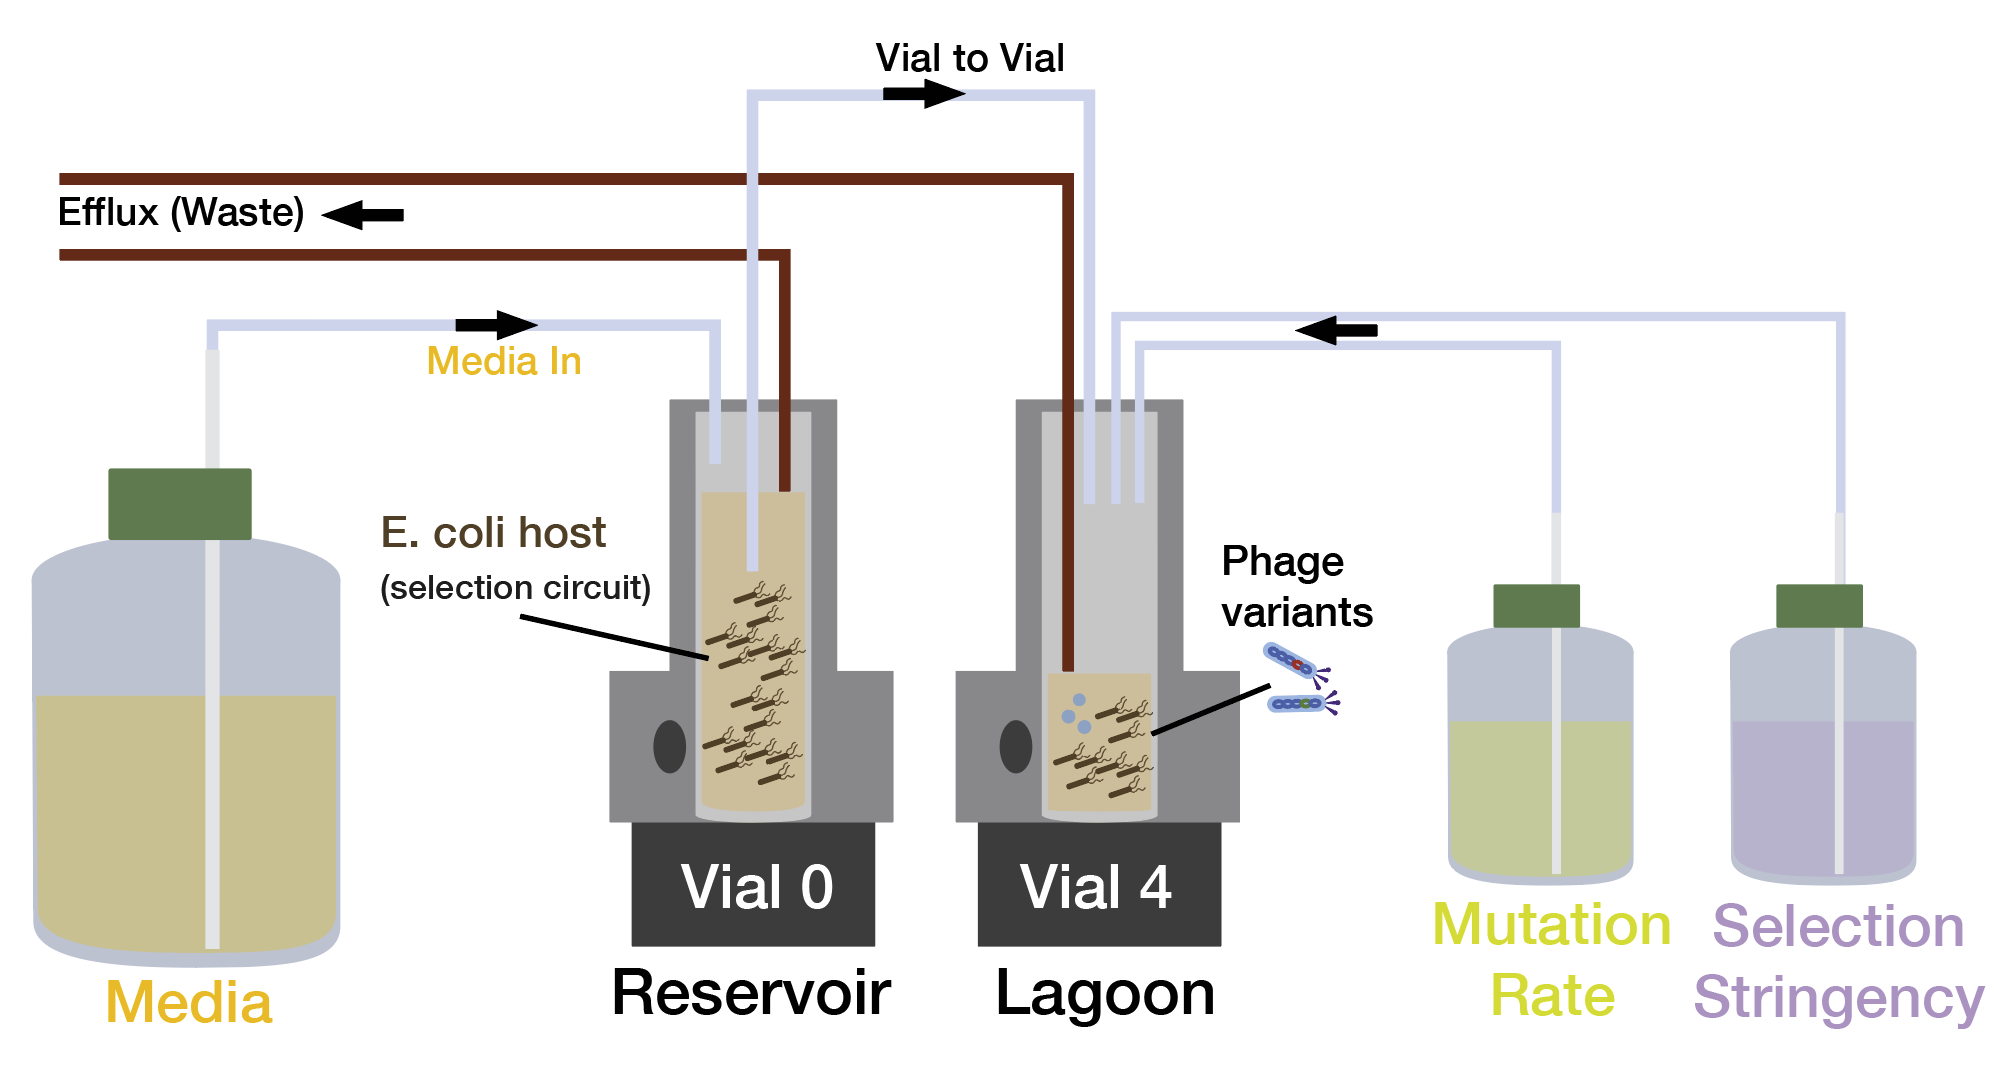 Vial to Vial
Efflux (Waste)
Media In
E. coli host
(selection circuit)
Phage
variants
Vial 0
Vial 4
Media
Reservoir
Lagoon
Mutation
Rate
Selection
Stringency